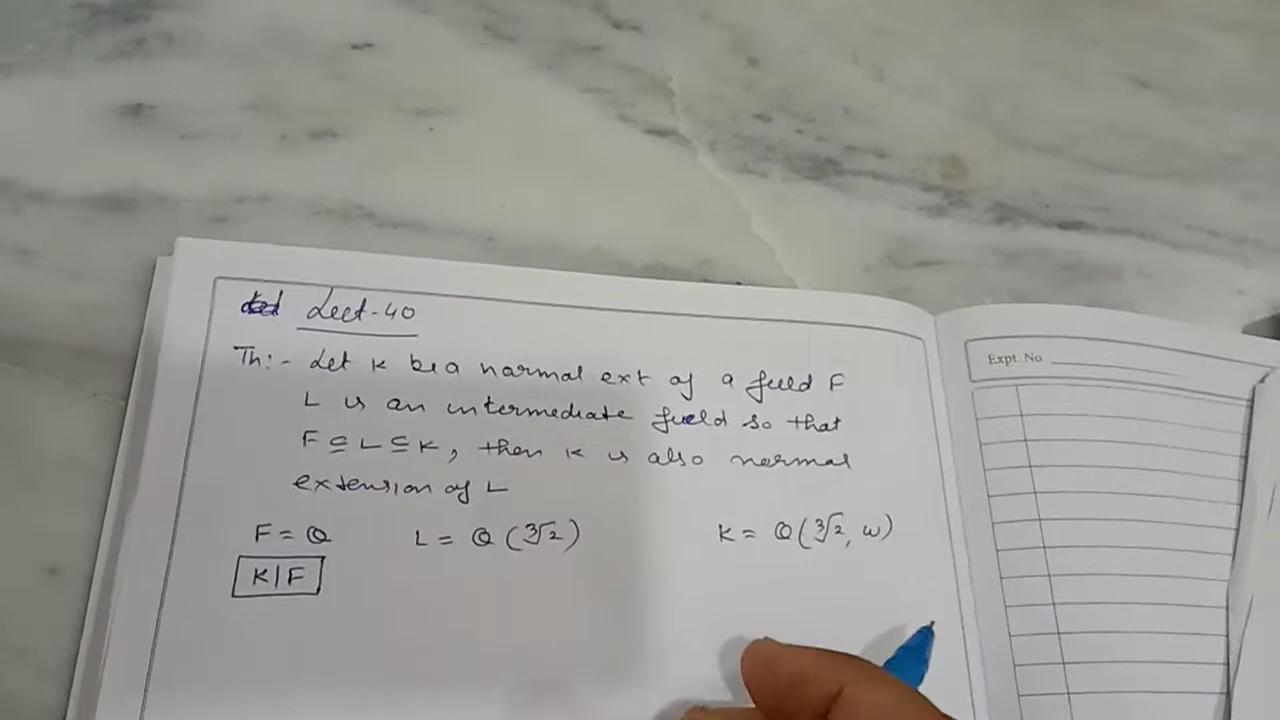 Lect-40
Th:- Let K be a normal ext of a field F
L is an intermediate field so that
F ⊆ L ⊆ K, then K is also normal
extension of L
F = Q L = Q (∛2) K = Q(∛2, ω)
K|F
Expt. No